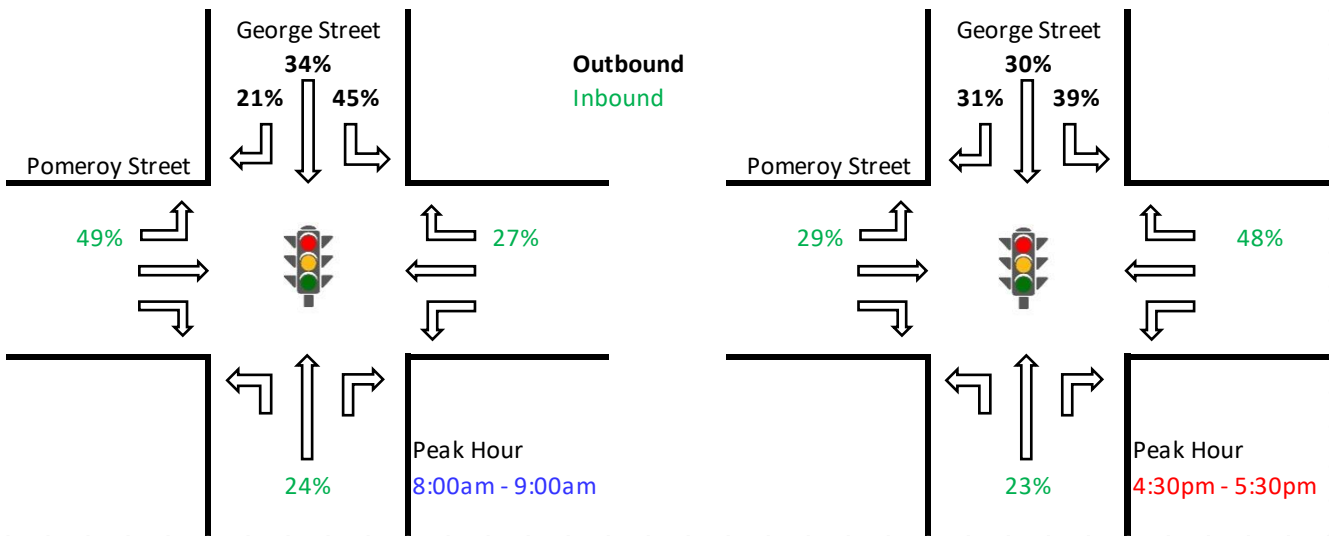 George Street
34%
21% 45%
Pomeroy Street
49%
27%
24%
Peak Hour
8:00am - 9:00am
Outbound
Inbound
George Street
30%
31% 39%
Pomeroy Street
29%
48%
23%
Peak Hour
4:30pm - 5:30pm